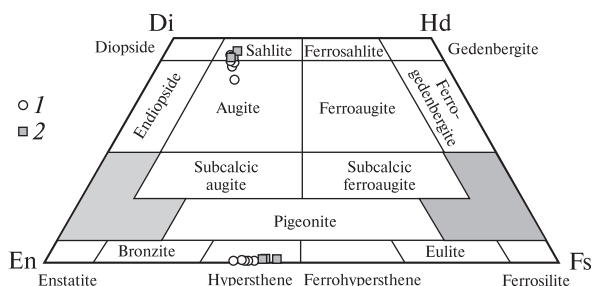 Di Hd
Diopside Sahlite Ferrosahlite Gedenbergite
Endiopside Augite Ferroaugite Ferro-
gedenbergite
1
2
Subcalcic
augite
Subcalcic
ferroaugite
Pigeonite
En Bronzite Eulite Fs
Enstatite Hypersthene Ferrohypersthene Ferrosilite